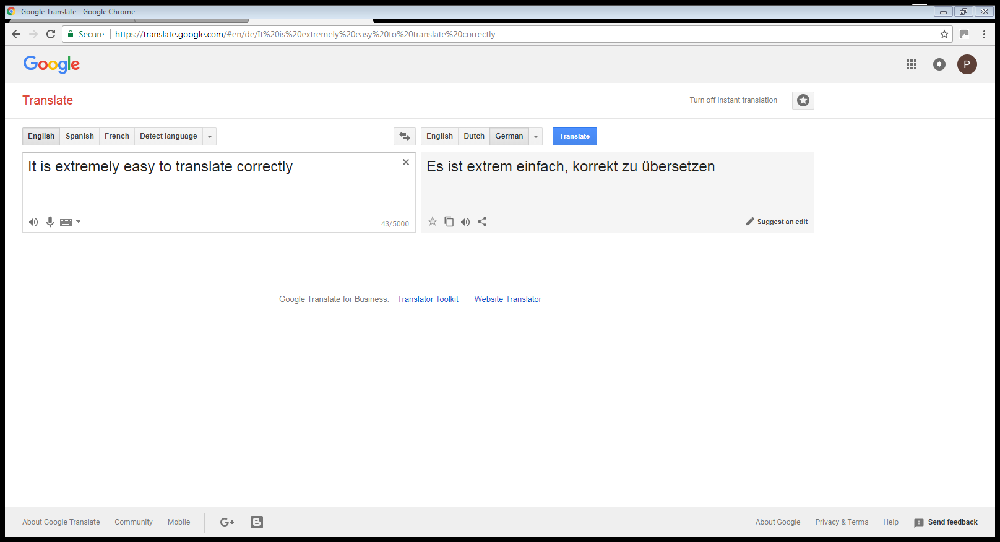 Google Translate - Google Chrome
Secure https://translate.google.com/#en/de/It%20is%20extremely%20easy%20to%20translate%20correctly
Google
P
Translate
Turn off instant translation
English Spanish French Detect language
English Dutch German Translate
It is extremely easy to translate correctly
Es ist extrem einfach, korrekt zu übersetzen
43/5000
Suggest an edit
Google Translate for Business: Translator Toolkit Website Translator
About Google Translate Community Mobile G+ B About Google Privacy & Terms Help Send feedback